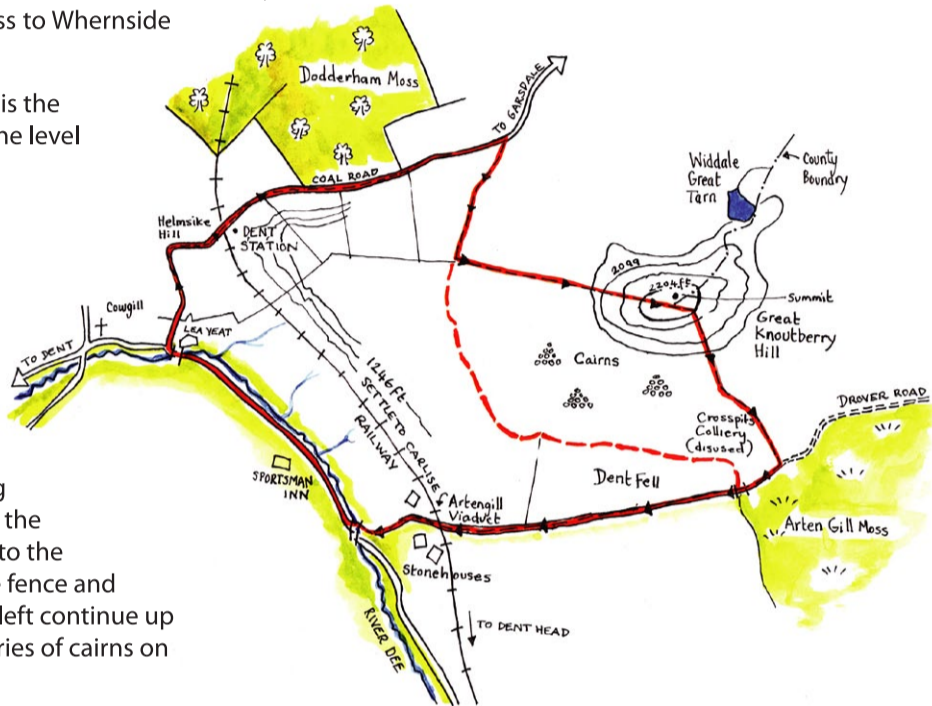 ss to Whernside
is the
ne level
g
the
to the
fence and
left continue up
ries of cairns on
Dodderham Moss
TO GARSDALE
COAL ROAD
Widdale
Great
Tarn
County
Boundry
Helmsike
Hill
DENT
STATION
2099
2204ft
Summit
Great
Knoutberry
Hill
Cowgill
LEA YEAT
TO DENT
1246ft
SETTLE TO CARLISE
RAILWAY
Cairns
DROVER ROAD
Crosspits
Colliery
(disused)
SPORTSMAN
INN
Dent Fell
Artengill
Viaduct
Arten Gill Moss
Stonehouses
RIVER DEE
TO DENT HEAD